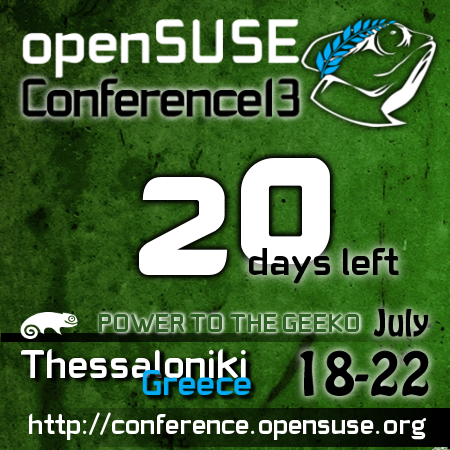 openSUSE
Conference13
20
days left
POWER TO THE GEEKO July
Thessaloniki 18-22
Greece
http://conference.opensuse.org